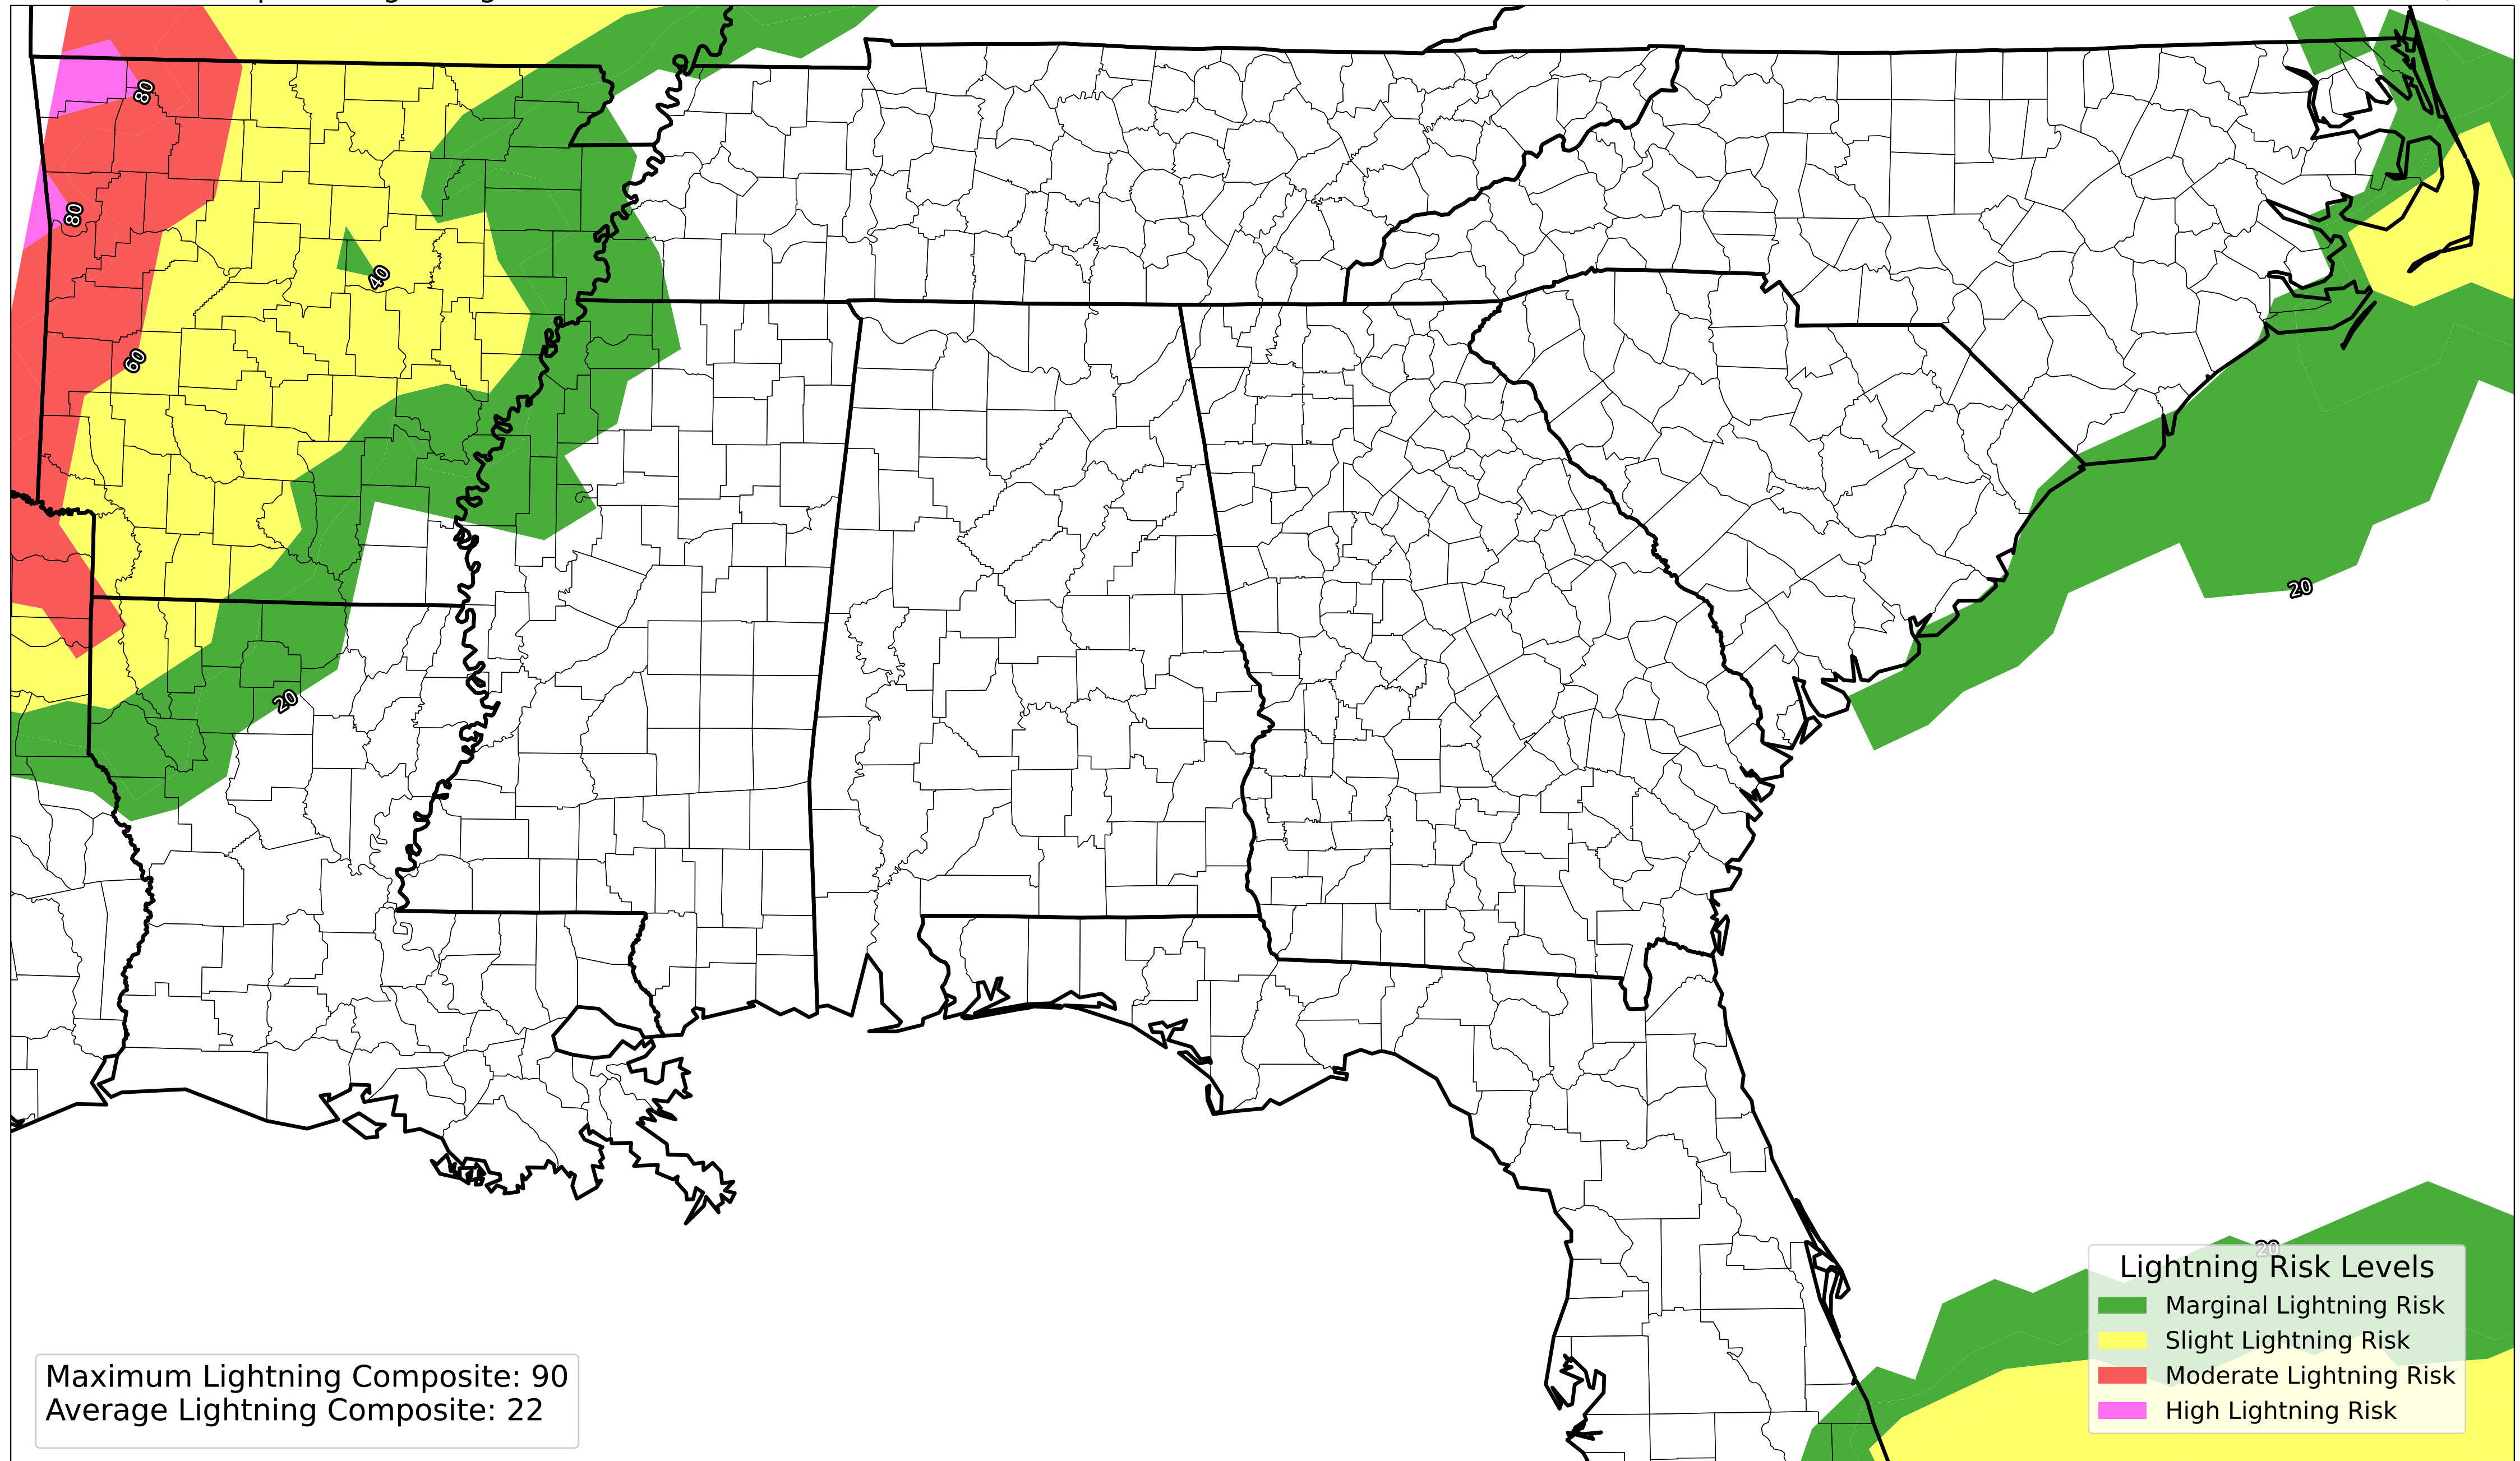 80
80
40
60
20
20
20
Lightning Risk Levels
Marginal Lightning Risk
Slight Lightning Risk
Moderate Lightning Risk
High Lightning Risk
Maximum Lightning Composite: 90
Average Lightning Composite: 22